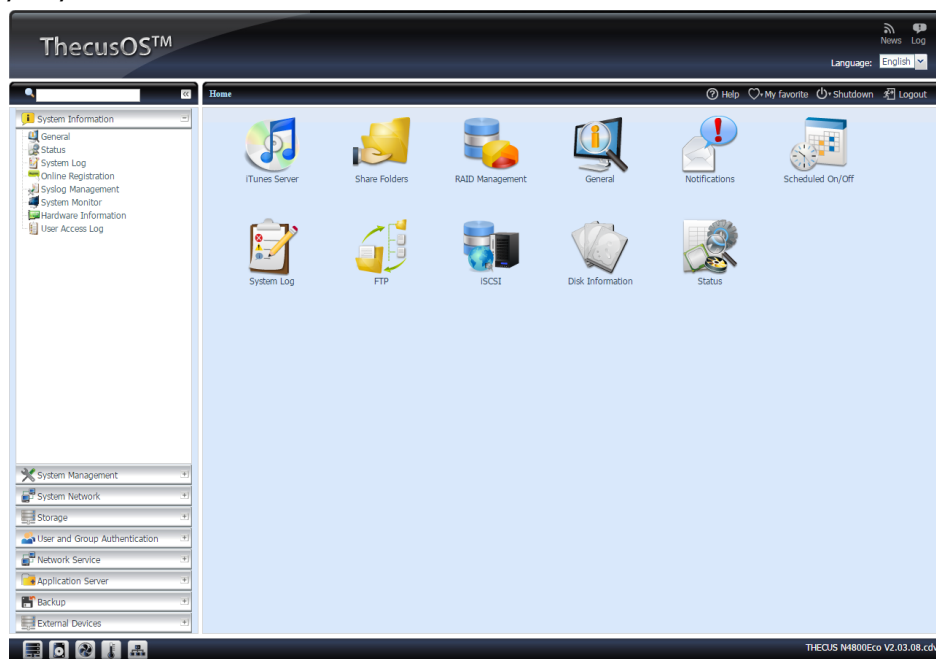 ThecusOS™
News Log
Language: English
Home
Help My favorite Shutdown Logout
System Information
General
Status
System Log
Online Registration
Syslog Management
System Monitor
Hardware Information
User Access Log
iTunes Server Share Folders RAID Management General Notifications Scheduled On/Off
System Log FTP iSCSI Disk Information Status
System Management
System Network
Storage
User and Group Authentication
Network Service
Application Server
Backup
External Devices
THECUS N4800Eco V2.03.08.cdv